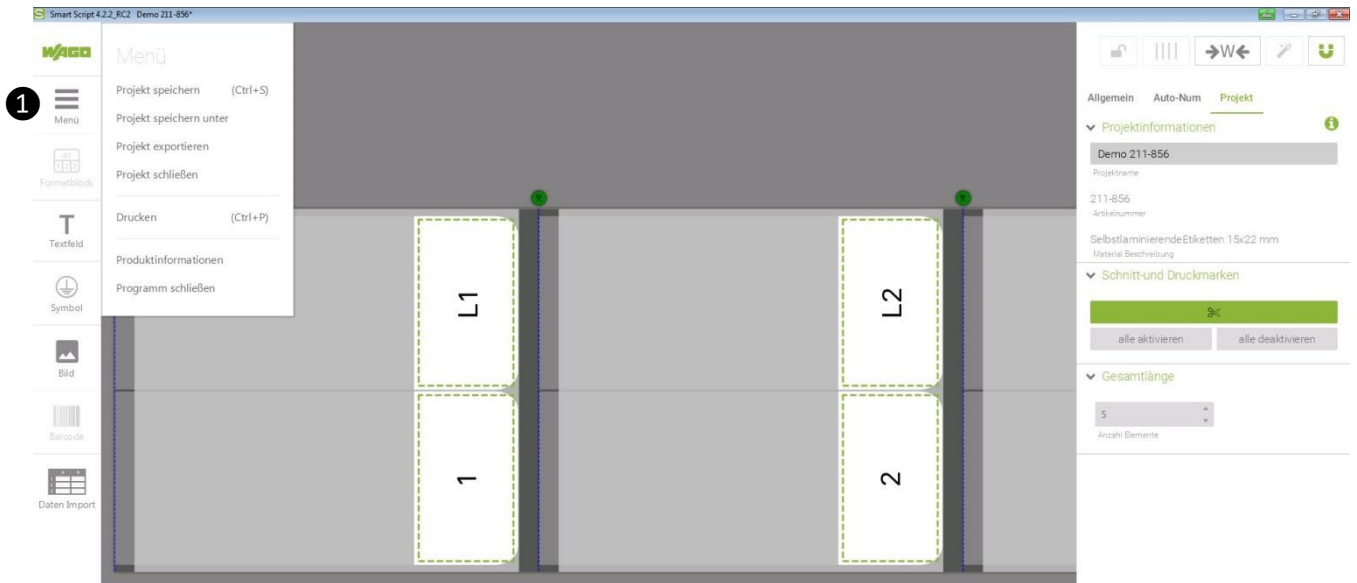 Smart Script 4.2.2_RC2 Demo 211-856*
WAGO
1
Menü
Formatblock
Textfeld
Symbol
Bild
Barcode
Daten Import
Menü
Projekt speichern (Ctrl+S)
Projekt speichern unter
Projekt exportieren
Projekt schließen
Drucken (Ctrl+P)
Produktinformationen
Programm schließen
L1
L2
1
2
→W←
Allgemein Auto-Num Projekt
Projektinformationen
Demo 211-856
Projektname
211-856
Artikelnummer
SelbstlaminierendeEtiketten 15x22 mm
Material Beschreibung
Schnitt-und Druckmarken
alle aktivieren alle deaktivieren
Gesamtlänge
5
Anzahl Elemente